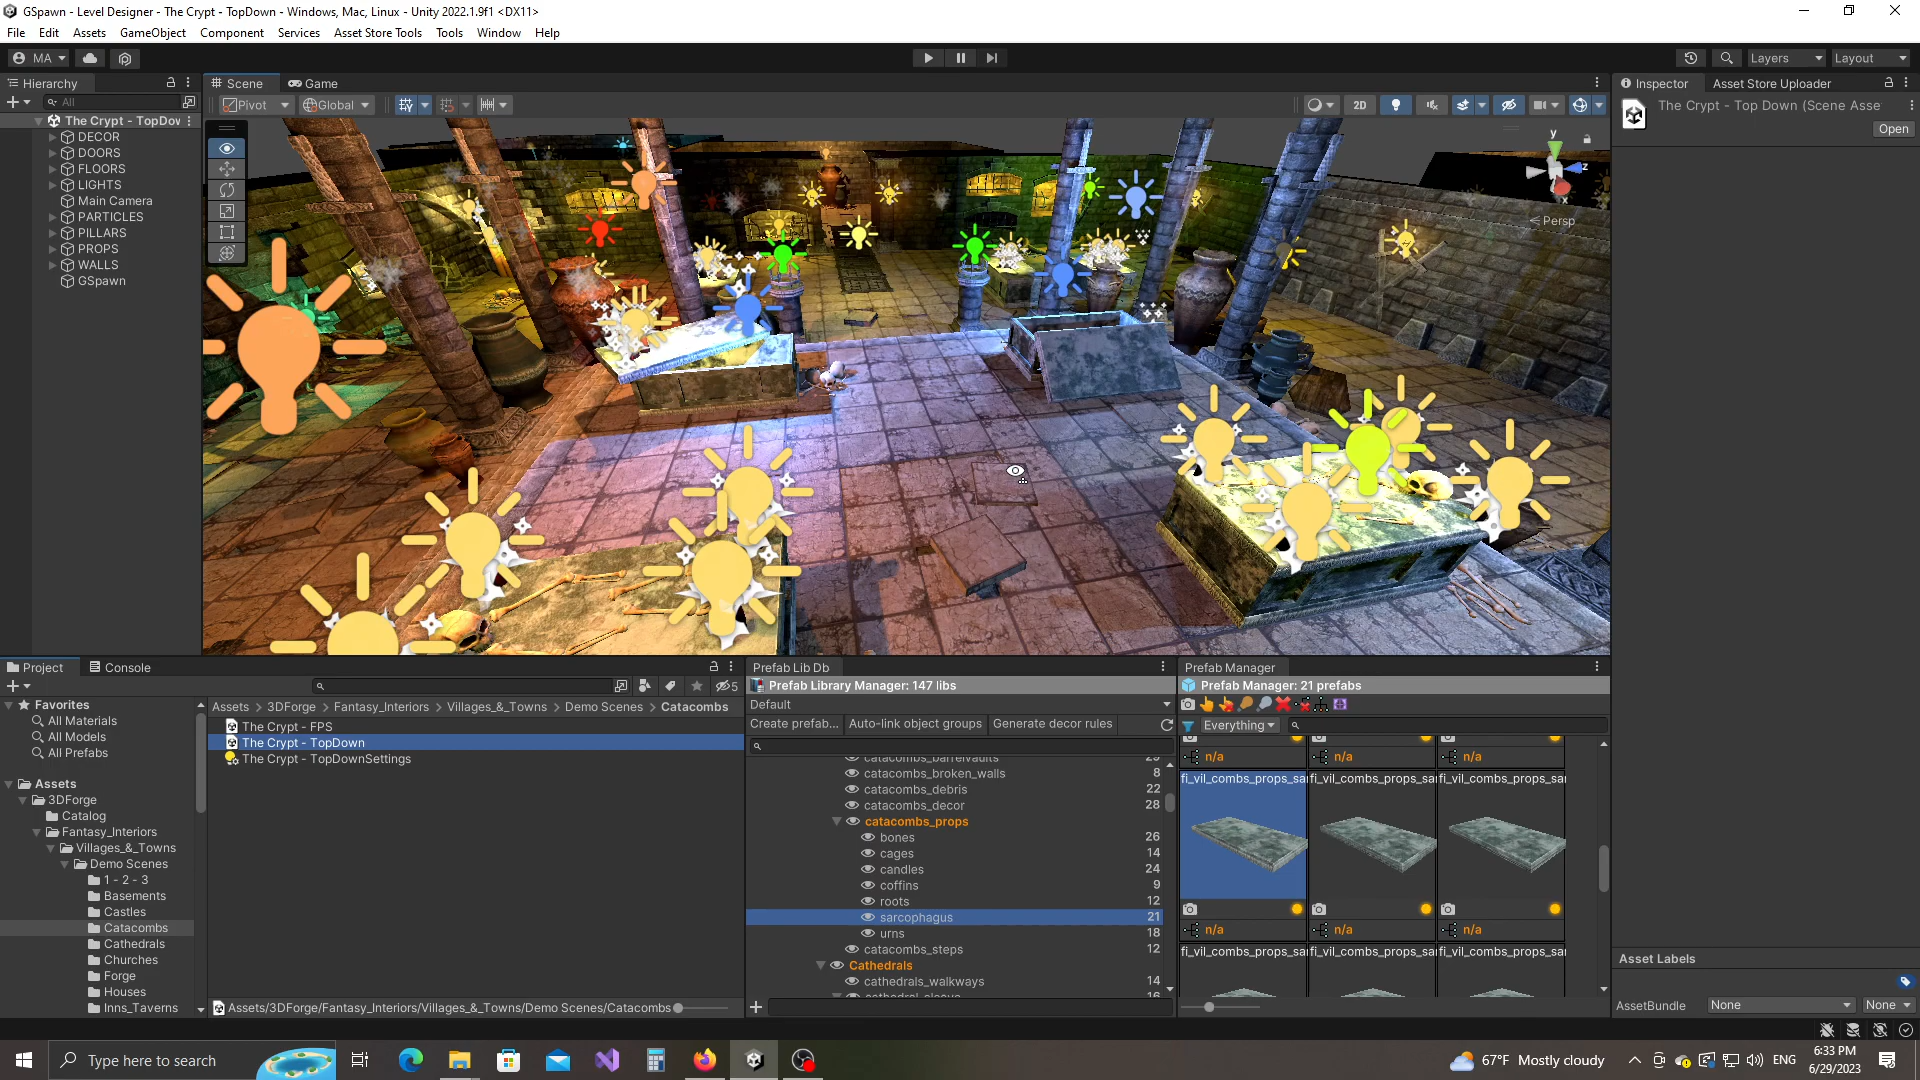 GSpawn - Level Designer - The Crypt - TopDown - Windows, Mac, Linux - Unity 2022.1.9f1 <DX11>
File Edit Assets GameObject Component Services Asset Store Tools Tools Window Help
MA Layers Layout
Hierarchy Scene Game Inspector Asset Store Uploader
All Pivot Global 2D
The Crypt - Top Down (Scene Asse
Open
The Crypt - TopDov
DECOR
DOORS
FLOORS
LIGHTS
Main Camera
PARTICLES
PILLARS
PROPS
WALLS
GSpawn
y
z
x
Persp
Project Console
5
Favorites
All Materials
All Models
All Prefabs
Assets
3DForge
Catalog
Fantasy_Interiors
Villages_&_Towns
Demo Scenes
1 - 2 - 3
Basements
Castles
Catacombs
Cathedrals
Churches
Forge
Houses
Inns_Taverns
Assets > 3DForge > Fantasy_Interiors > Villages_&_Towns > Demo Scenes > Catacombs
The Crypt - FPS
The Crypt - TopDown
The Crypt - TopDownSettings
Assets/3DForge/Fantasy_Interiors/Villages_&_Towns/Demo Scenes/Catacombs
Prefab Lib Db
Prefab Library Manager: 147 libs
Default
Create prefab... Auto-link object groups Generate decor rules
catacombs_barrelvaults
catacombs_broken_walls 8
catacombs_debris 22
catacombs_decor 28
catacombs_props
bones 26
cages 14
candles 24
coffins 9
roots 12
sarcophagus 21
urns 18
catacombs_steps 12
Cathedrals
cathedrals_walkways 14
Prefab Manager
Prefab Manager: 21 prefabs
Everything
n/a n/a n/a
fi_vil_combs_props_sar fi_vil_combs_props_sar fi_vil_combs_props_sar
n/a n/a n/a
fi_vil_combs_props_sar fi_vil_combs_props_sar fi_vil_combs_props_sar
Asset Labels
AssetBundle None None
Type here to search
67°F Mostly cloudy
ENG
6:33 PM
6/29/2023